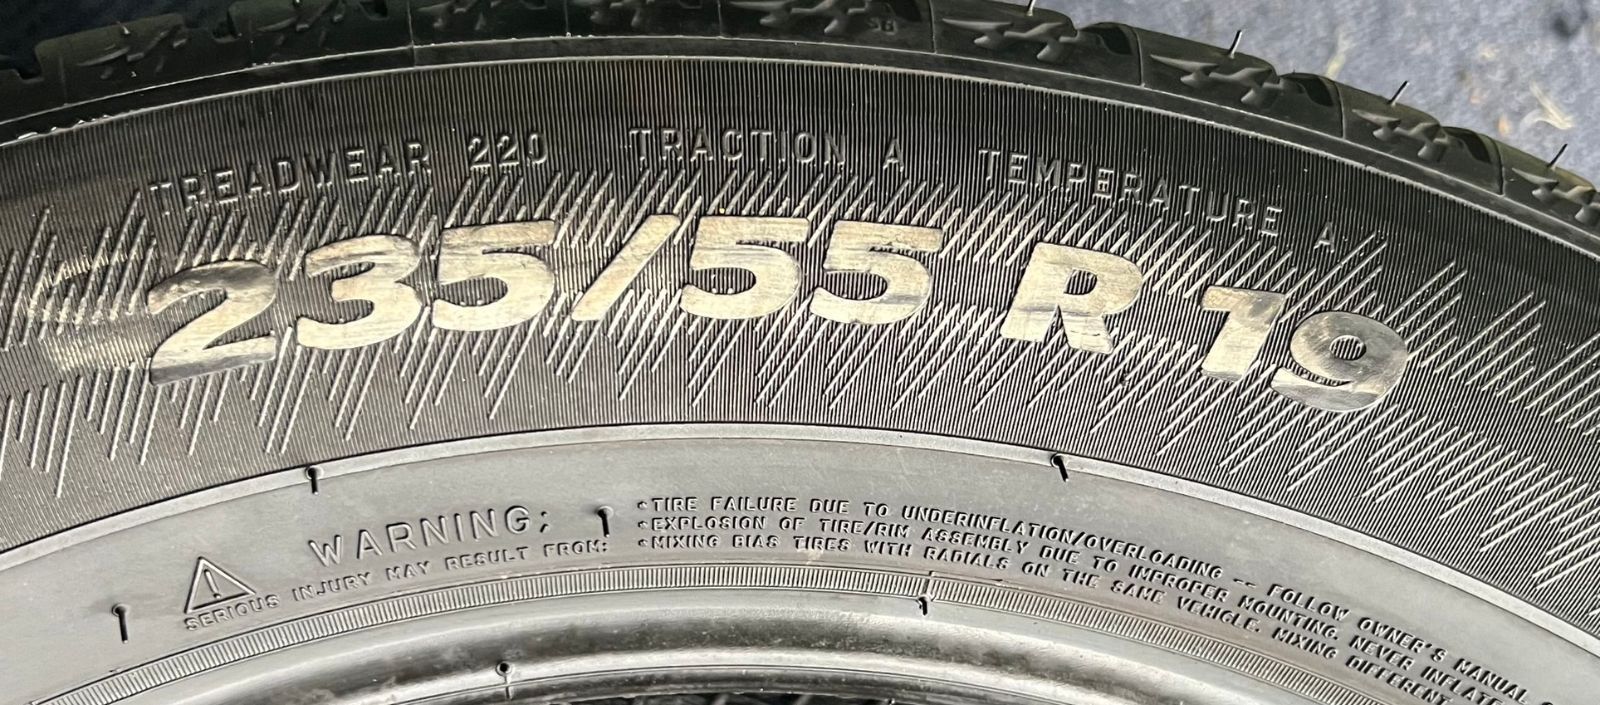 TREADWEAR 220 TRACTION A TEMPERATURE A
235/55 R 19
WARNING:
SERIOUS INJURY MAY RESULT FROM:
•TIRE FAILURE DUE TO UNDERINFLATION/OVERLOADING -- FOLLOW OWNER'S MANUAL
•EXPLOSION OF TIRE/RIM ASSEMBLY DUE TO IMPROPER MOUNTING. NEVER INFLATE
•MIXING BIAS TIRES WITH RADIALS ON THE SAME VEHICLE. MIXING DIFFERENT